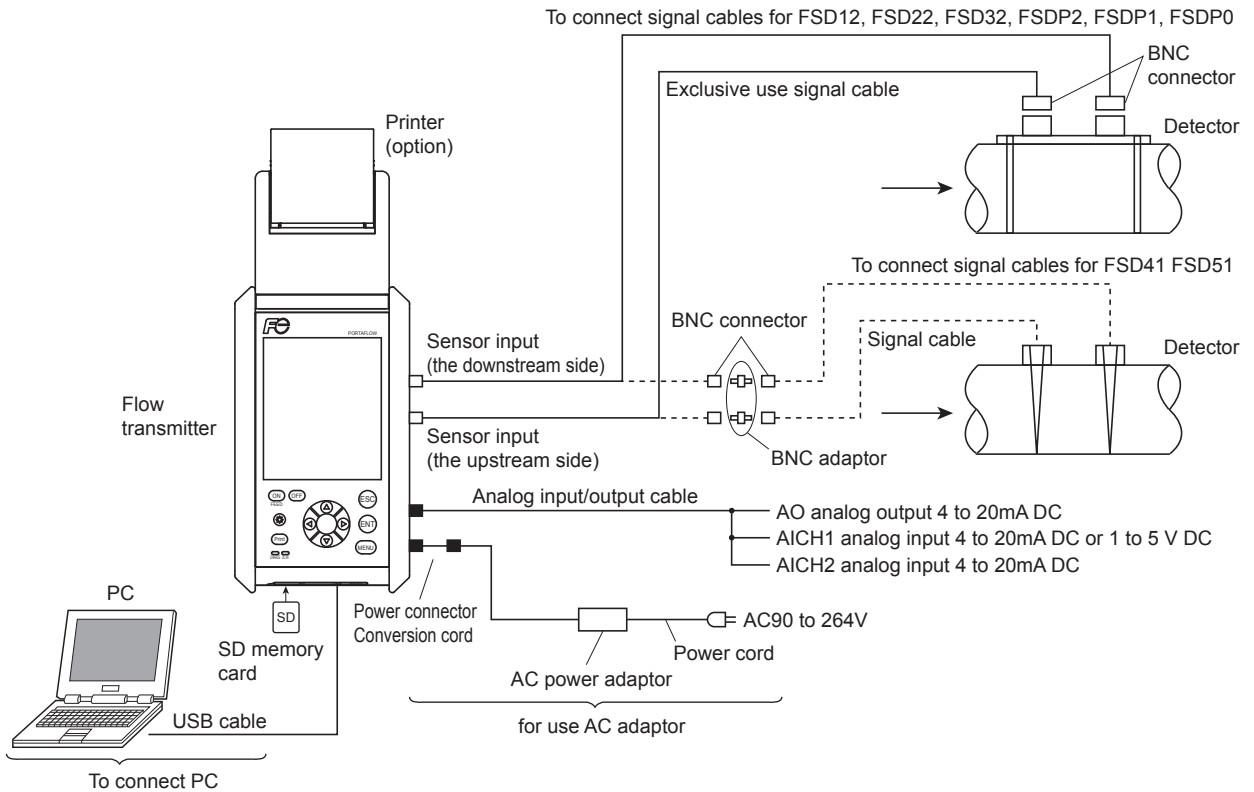 To connect signal cables for FSD12, FSD22, FSD32, FSDP2, FSDP1, FSDP0
BNC
connector
Exclusive use signal cable
Detector
Printer
(option)
To connect signal cables for FSD41 FSD51
BNC connector
Signal cable
Detector
Fe
PORTAFLOW
Sensor input
(the downstream side)
Flow
transmitter
Sensor input
(the upstream side)
BNC adaptor
ON OFF
FEED
ESC
ENT
Print
MENU
Analog input/output cable
AO analog output 4 to 20mA DC
AICH1 analog input 4 to 20mA DC or 1 to 5 V DC
AICH2 analog input 4 to 20mA DC
PC
SD
SD memory
card
Power connector
Conversion cord
AC90 to 264V
Power cord
AC power adaptor
for use AC adaptor
USB cable
To connect PC